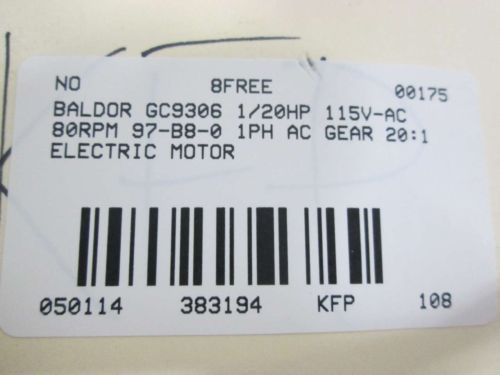 NO 8FREE 00175
BALDOR GC9306 1/20HP 115V-AC
80RPM 97-B8-0 1PH AC GEAR 20:1
ELECTRIC MOTOR
050114 383194 KFP 108